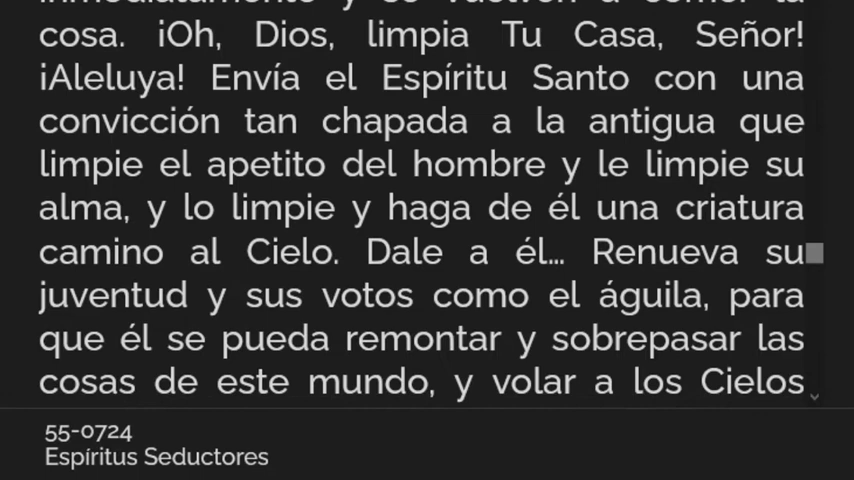 cosa. ¡Oh, Dios, limpia Tu Casa, Señor!
¡Aleluya! Envía el Espíritu Santo con una
convicción tan chapada a la antigua que
limpie el apetito del hombre y le limpie su
alma, y lo limpie y haga de él una criatura
camino al Cielo. Dale a él... Renueva su
juventud y sus votos como el águila, para
que él se pueda remontar y sobrepasar las
cosas de este mundo, y volar a los Cielos
55-0724
Espíritus Seductores